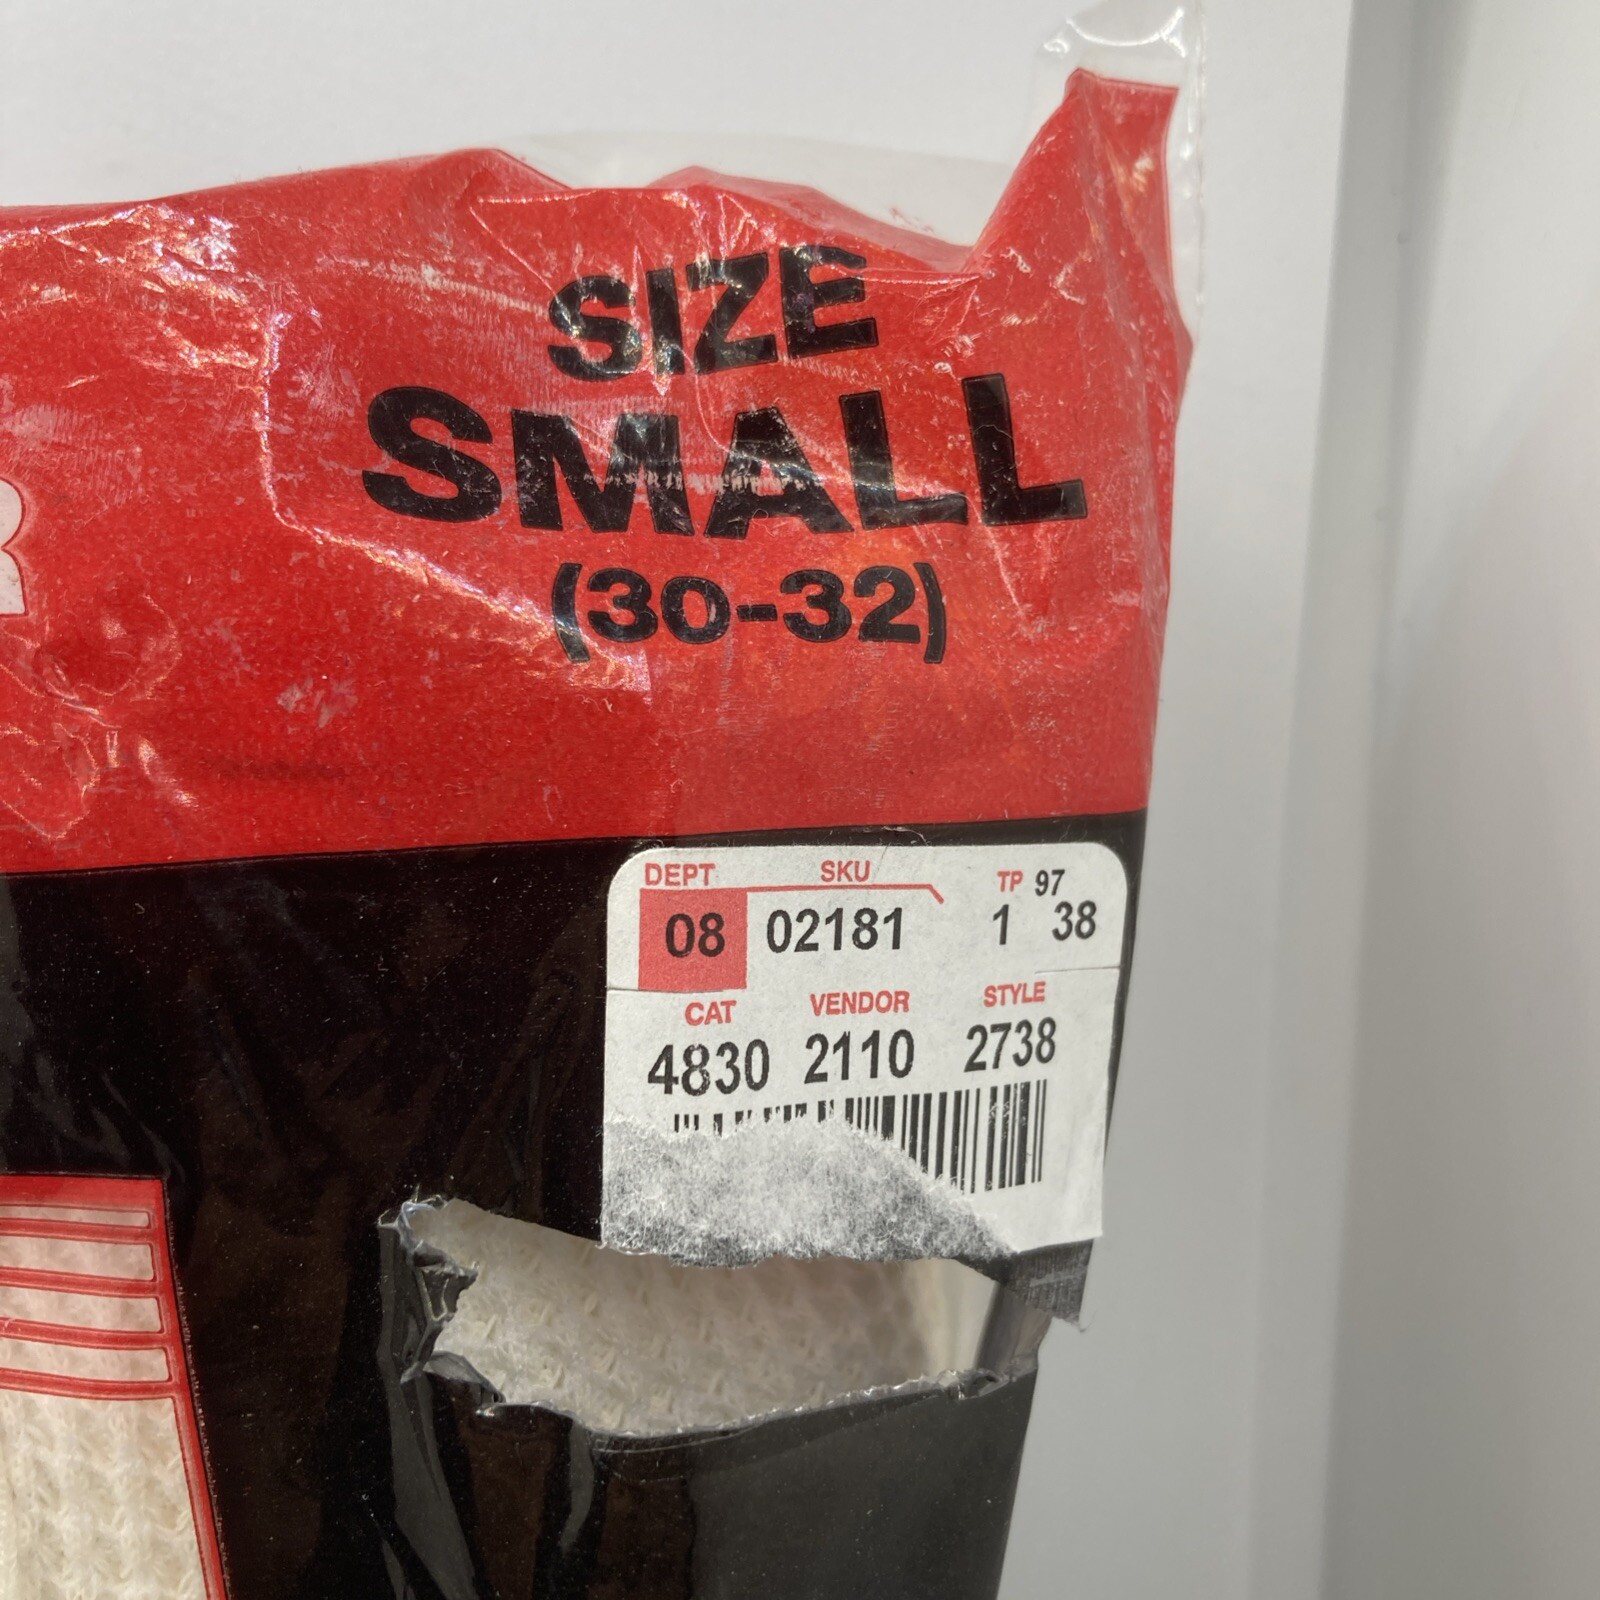 SIZE
SMALL
(30-32)
R
DEPT SKU TP 97
08 02181 1 38
CAT VENDOR STYLE
4830 2110 2738